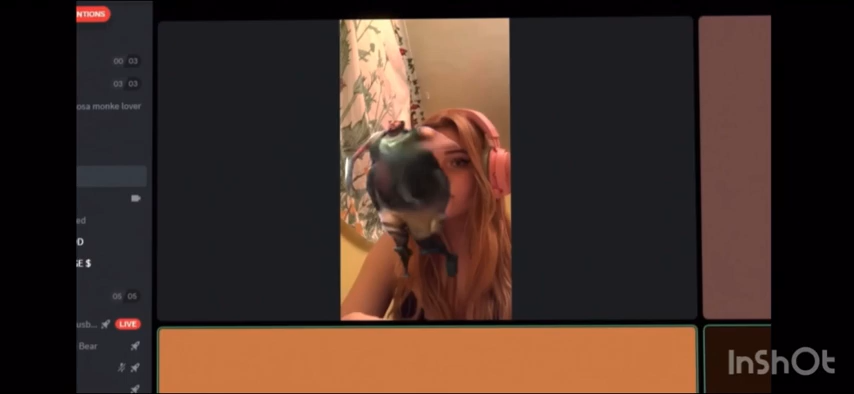 NTIONS
00 03
03 03
osa monke lover
ed
D
SE $
05 05
usb...
LIVE
Bear
InShOt